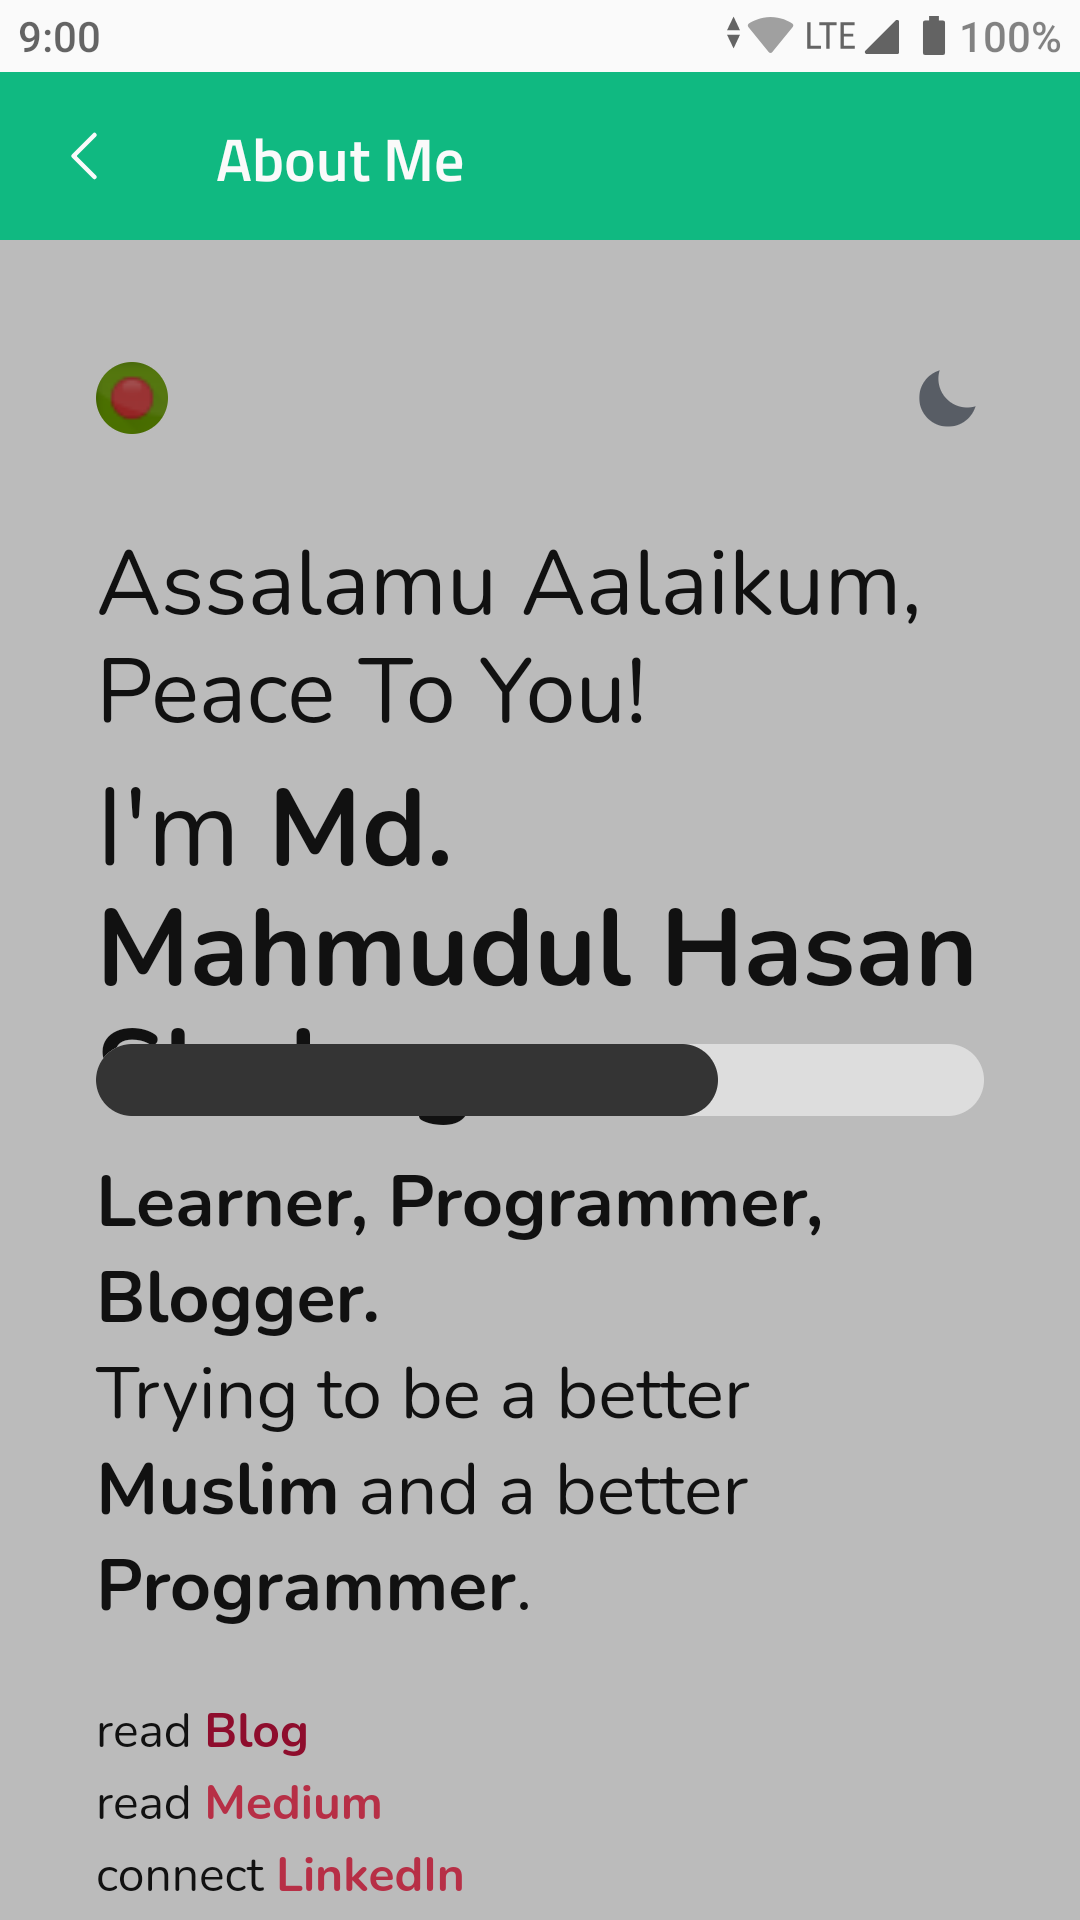 9:00
LTE 100%
About Me
Assalamu Aalaikum,
Peace To You!
I'm Md.
Mahmudul Hasan
Learner, Programmer,
Blogger.
Trying to be a better
Muslim and a better
Programmer.
read Blog
read Medium
connect LinkedIn